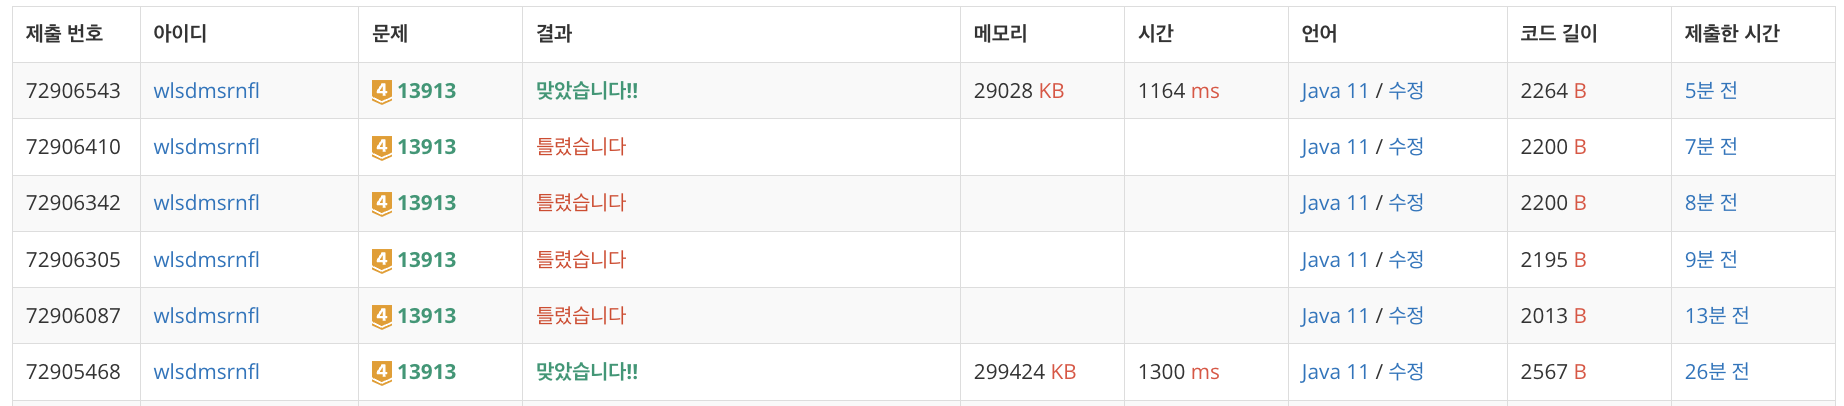 제출 번호 아이디 문제 결과 메모리 시간 언어 코드 길이 제출한 시간
72906543 wlsdmsrnfl 4 13913 맞았습니다!! 29028 KB 1164 ms Java 11 / 수정 2264 B 5분 전
72906410 wlsdmsrnfl 4 13913 틀렸습니다 Java 11 / 수정 2200 B 7분 전
72906342 wlsdmsrnfl 4 13913 틀렸습니다 Java 11 / 수정 2200 B 8분 전
72906305 wlsdmsrnfl 4 13913 틀렸습니다 Java 11 / 수정 2195 B 9분 전
72906087 wlsdmsrnfl 4 13913 틀렸습니다 Java 11 / 수정 2013 B 13분 전
72905468 wlsdmsrnfl 4 13913 맞았습니다!! 299424 KB 1300 ms Java 11 / 수정 2567 B 26분 전